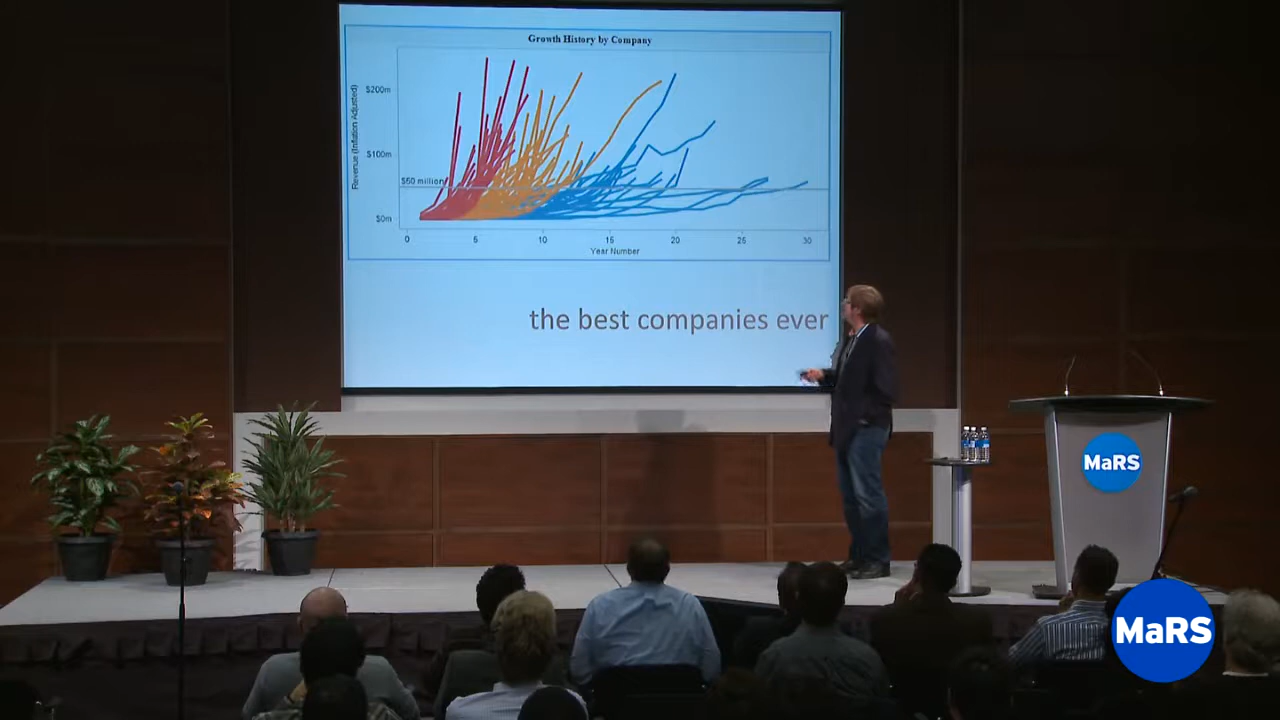 Growth History by Company
Revenue (Inflation Adjusted)
$200m
$100m
$50 million
$0m
0 5 10 15 20 25 30
Year Number
the best companies ever
MaRS
MaRS